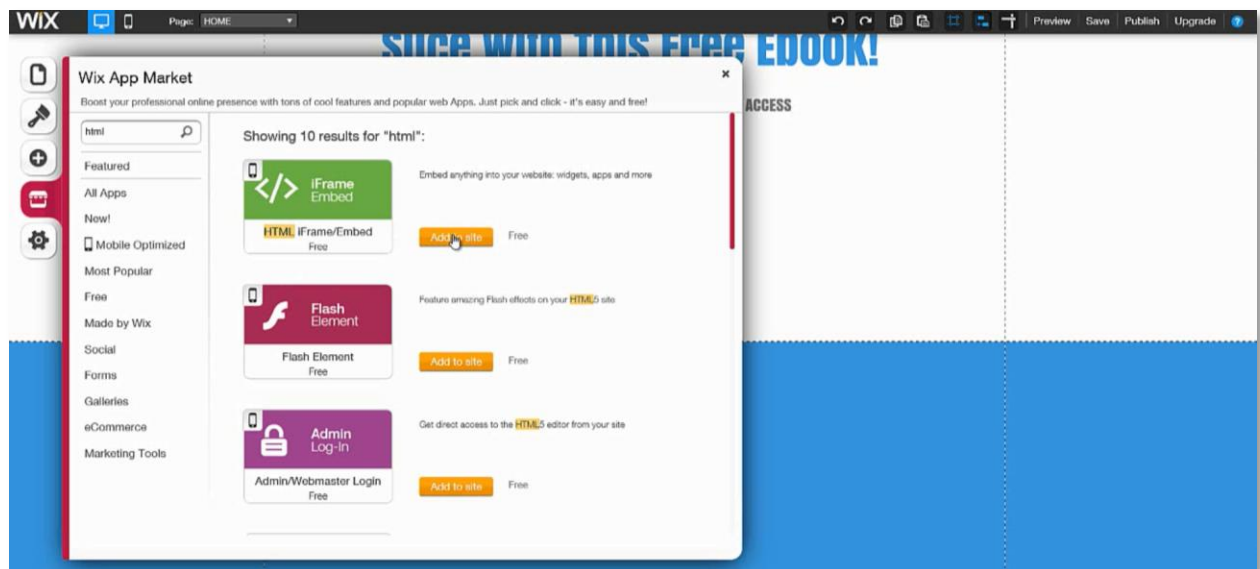 WiX
Page: HOME
Preview Save Publish Upgrade ?
Slice With This Free Ebook!
ACCESS
Wix App Market
x
Boost your professional online presence with tons of cool features and popular web Apps. Just pick and click - it's easy and free!
html
Featured
All Apps
New!
Mobile Optimized
Most Popular
Free
Made by Wix
Social
Forms
Galleries
eCommerce
Marketing Tools
Showing 10 results for "html":
</> iFrame
Embed
HTML iFrame/Embed
Free
Embed anything into your website: widgets, apps and more
Add to site Free
Flash
Element
Flash Element
Free
Feature amazing Flash effects on your HTML5 site
Add to site Free
Admin
Log-In
Admin/Webmaster Login
Free
Get direct access to the HTML5 editor from your site
Add to site Free